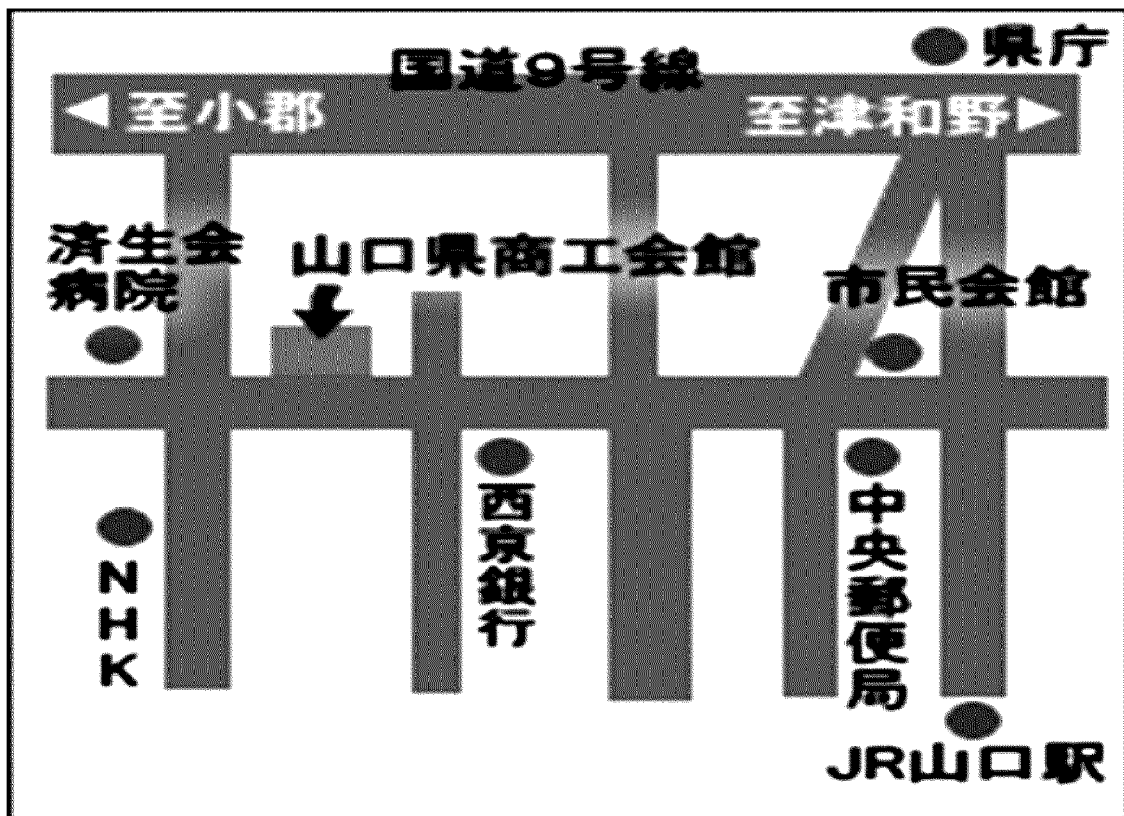 県庁
国道9号線
◀至小郡
至津和野▶
済生会
病院
山口県商工会館
市民会館
西京銀行
中央郵便局
NHK
JR山口駅